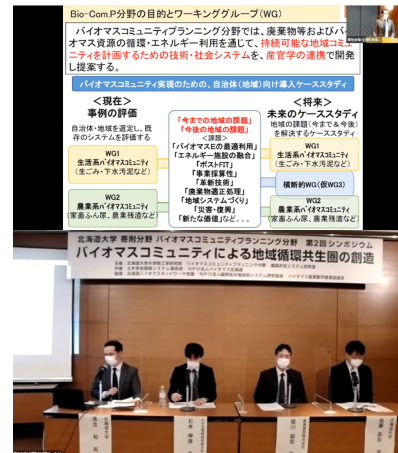 Bio-Com.P分野の目的とワーキンググループ(WG)
バイオマスコミュニティプランニング分野では、廃棄物等およびバイ
オマス資源の循環・エネルギー利用を通じて、持続可能な地域コミュ
ニティを計画するための技術・社会システムを、産官学の連携で開発
し提案する。
バイオマスコミュニティ実現のための、自治体(地域)向け導入ケーススタディ
<現在>
事例の評価
自治体・地域を選定し、既
存のシステムを評価する
WG1
生活系バイオマスコミュニティ
(生ごみ・下水汚泥など)
WG2
農業系バイオマスコミュニティ
(家畜ふん尿、農業残渣など)
「今までの地域の課題」
「今後の地域の課題」
<課題>
「バイオマスEの最適利用」
「エネルギー施設の融合」
「ポストFIT」
「事業採算性」
「革新技術」
「廃棄物適正処理」
「地域システムづくり」
「災害・復興」
「新たな価値」など・・・
<将来>
未来のケーススタディ
地域の課題(今まで&今後)
を解決するケーススタディ
WG1
生活系バイオマスコミュニティ
(生ごみ・下水汚泥など)
横断的WG(仮WG3)
WG2
農業系バイオマスコミュニティ
(家畜ふん尿、農業残渣など)
北海道大学 寄附分野 バイオマスコミュニティプランニング分野 第2回シンポジウム
バイオマスコミュニティによる地域循環共生圏の創造
北海道大学